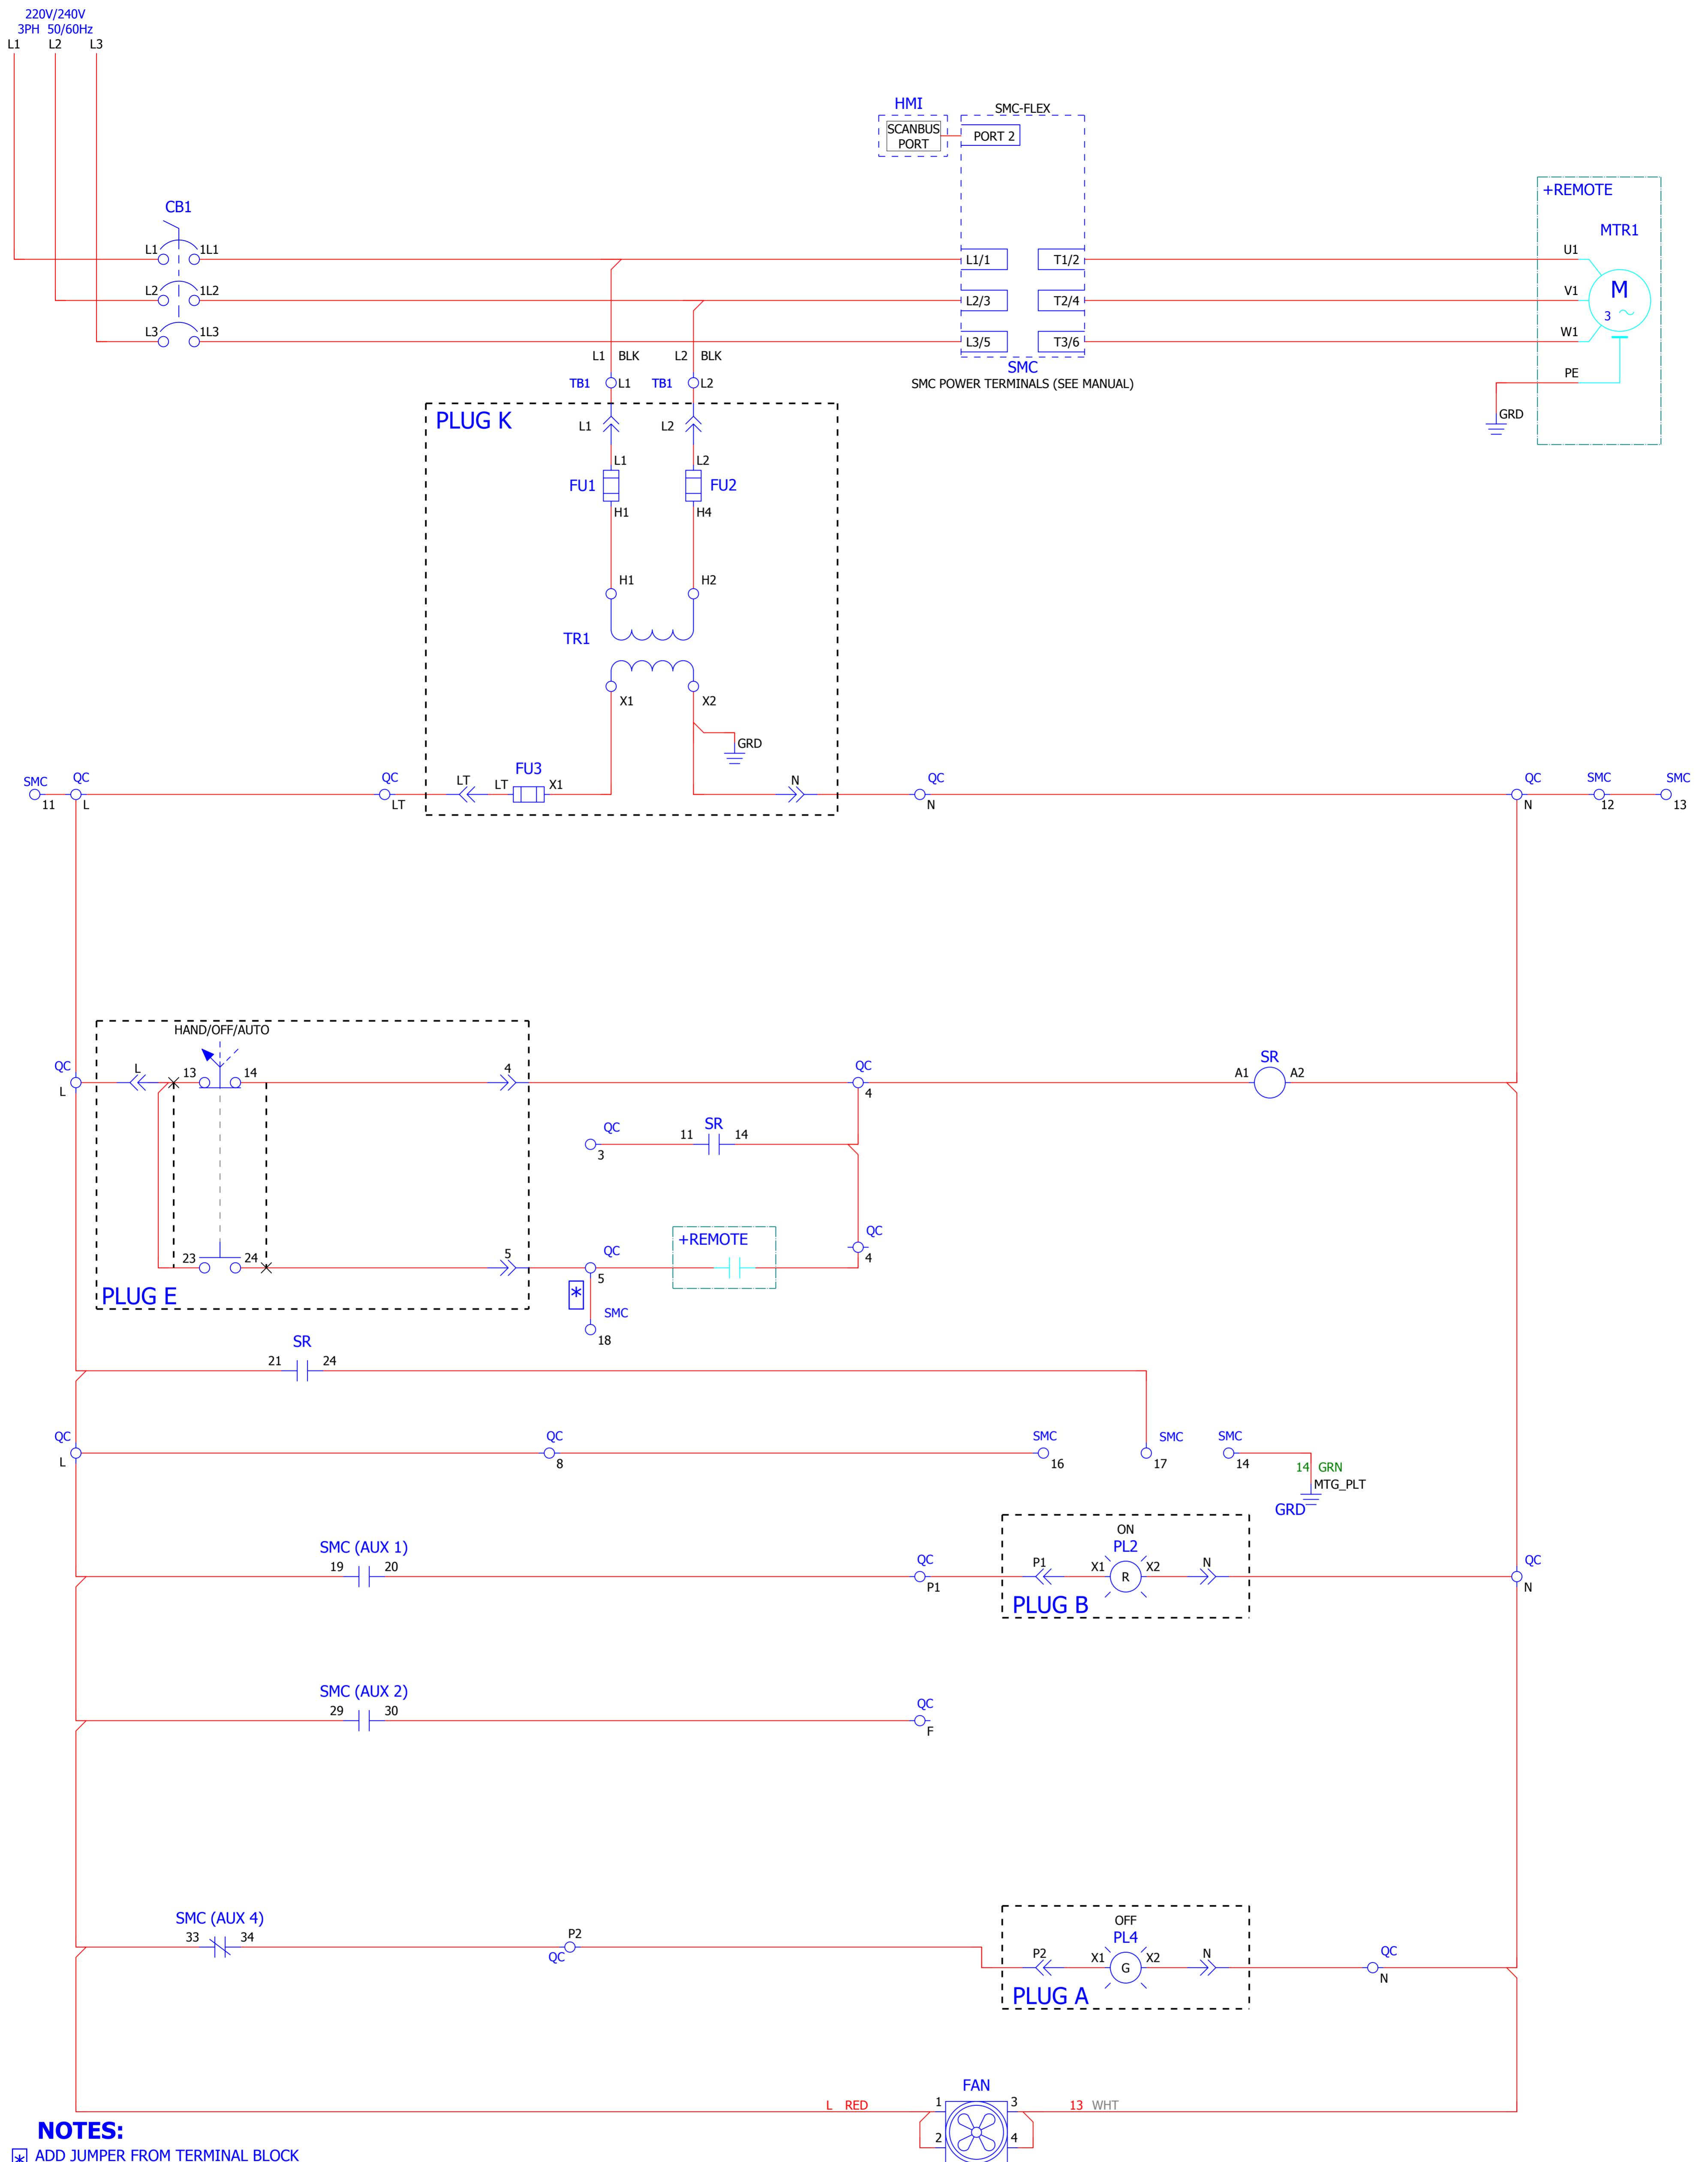 220V/240V
3PH 50/60Hz
L1 L2 L3
HMI
SMC-FLEX
SCANBUS
PORT
PORT 2
+REMOTE
MTR1
CB1
L1 1L1
L1/1 T1/2
U1
L2 1L2
L2/3 T2/4
V1
M
3
L3 1L3
L3/5 T3/6
W1
L1 BLK L2 BLK
SMC
SMC POWER TERMINALS (SEE MANUAL)
PE
TB1 L1 TB1 L2
GRD
PLUG K
L1 L2
L1 L2
FU1 FU2
H1 H4
H1 H2
TR1
X1 X2
GRD
SMC QC QC LT LT FU3 X1 N QC QC SMC SMC
11 L LT N N 12 13
HAND/OFF/AUTO
QC L 13 14 4 QC A1 SR A2
L 4
QC 11 SR 14
3
QC
4
+REMOTE
23 24 5 QC
5
PLUG E
*
SMC
18
SR
21 24
QC QC SMC SMC SMC
L 8 16 17 14
14 GRN
MTG_PLT
GRD
ON
SMC (AUX 1) PL2
19 20 QC P1 X1 R X2 N QC
P1 N
PLUG B
SMC (AUX 2)
29 30 QC
F
SMC (AUX 4)
33 34 P2
QC
OFF
PL4
P2 X1 G X2 N QC
N
PLUG A
FAN
L RED 1 3 13 WHT
2 4
NOTES:
* ADD JUMPER FROM TERMINAL BLOCK